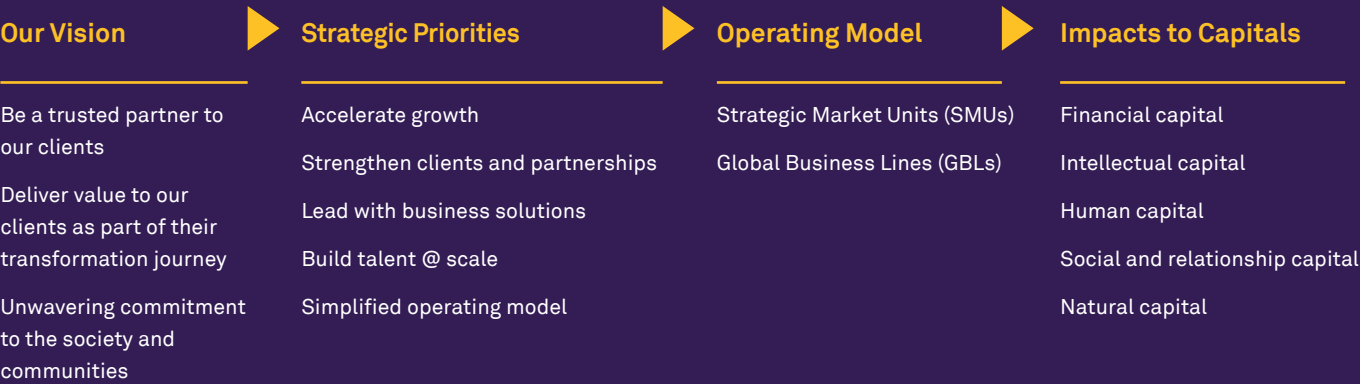 Our Vision
Be a trusted partner to
our clients
Deliver value to our
clients as part of their
transformation journey
Unwavering commitment
to the society and
communities
Strategic Priorities
Accelerate growth
Strengthen clients and partnerships
Lead with business solutions
Build talent @ scale
Simplified operating model
Operating Model
Strategic Market Units (SMUs)
Global Business Lines (GBLs)
Impacts to Capitals
Financial capital
Intellectual capital
Human capital
Social and relationship capital
Natural capital